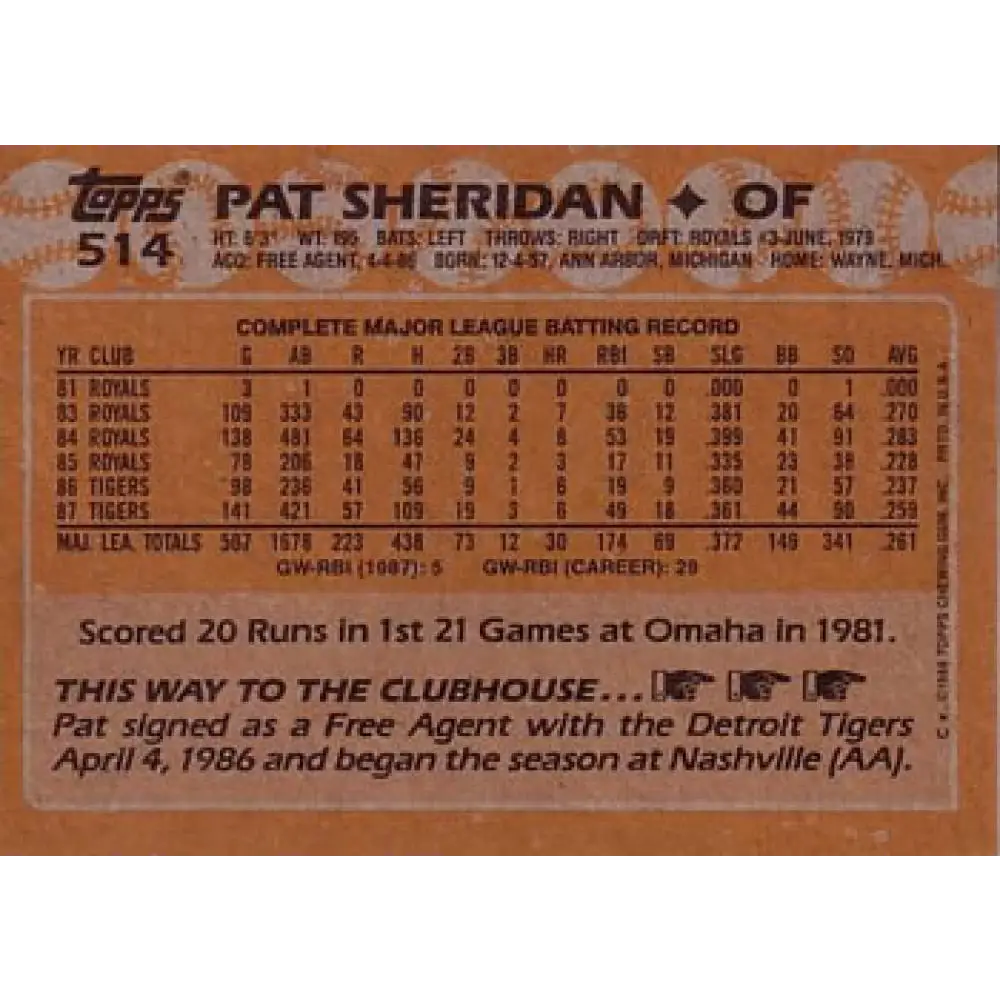 topps® PAT SHERIDAN ✦ OF
514 HT: 6'3" WT: 195 BATS: LEFT THROWS: RIGHT DRFT: ROYALS #3-JUNE, 1979
ACQ: FREE AGENT, 4-4-86 BORN: 12-4-57, ANN ARBOR, MICHIGAN HOME: WAYNE, MICH.
COMPLETE MAJOR LEAGUE BATTING RECORD
YR CLUB G AB R H 2B 3B HR RBI SB SLG BB SO AVG
81 ROYALS 3 1 0 0 0 0 0 0 0 .000 0 1 .000
83 ROYALS 109 333 43 90 12 2 7 36 12 .381 20 64 .270
84 ROYALS 138 481 64 136 24 4 8 53 19 .399 41 91 .283
85 ROYALS 78 206 18 47 9 2 3 17 11 .335 23 38 .228
86 TIGERS 98 236 41 56 9 1 6 19 9 .360 21 57 .237
87 TIGERS 141 421 57 109 19 3 6 49 18 .361 44 90 .259
MAJ. LEA. TOTALS 567 1678 223 438 73 12 30 174 69 .372 149 341 .261
GW-RBI (1987): 5 GW-RBI (CAREER): 29
Scored 20 Runs in 1st 21 Games at Omaha in 1981.
THIS WAY TO THE CLUBHOUSE...
Pat signed as a Free Agent with the Detroit Tigers
April 4, 1986 and began the season at Nashville (AA).
©1988 TOPPS CHEWING GUM, INC. PRTD. IN U.S.A.